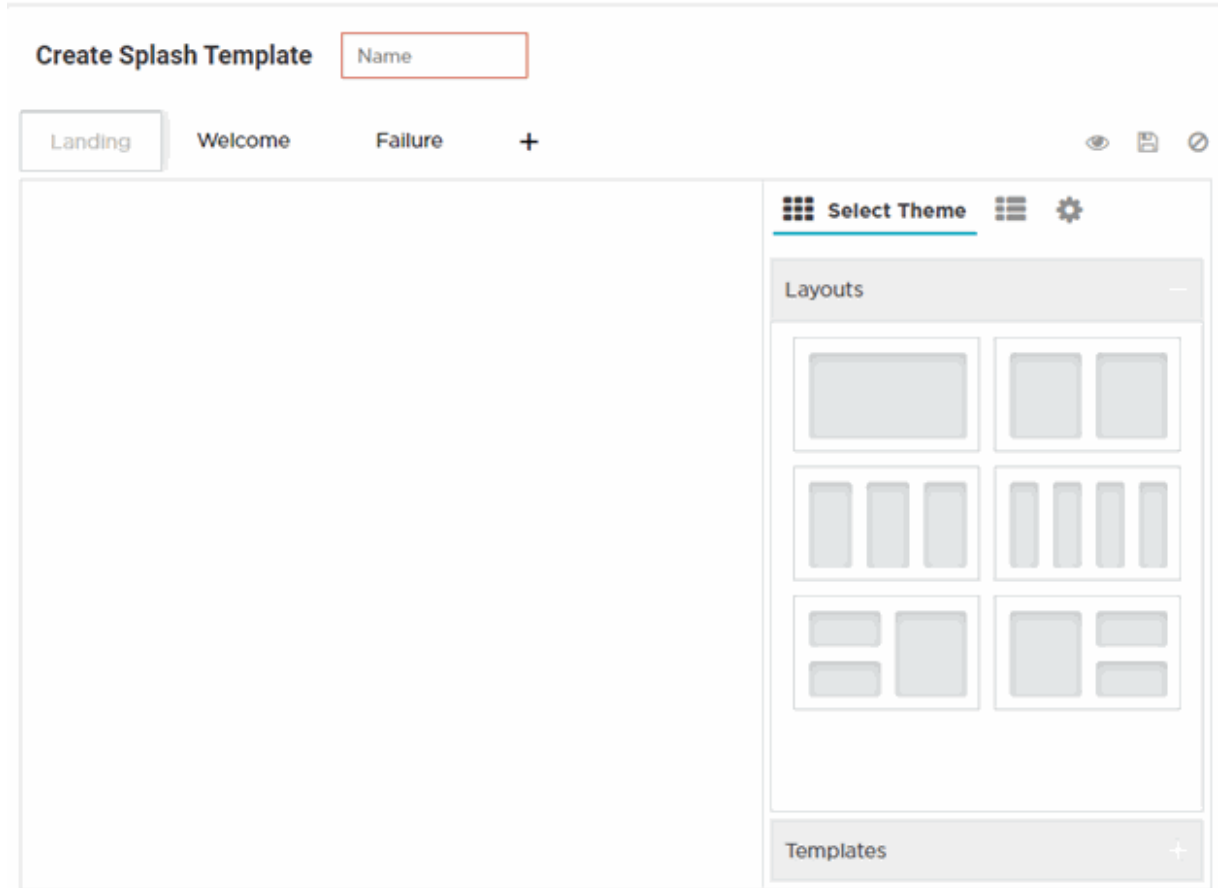 Create Splash Template Name
Landing Welcome Failure +
Select Theme
Layouts
Templates